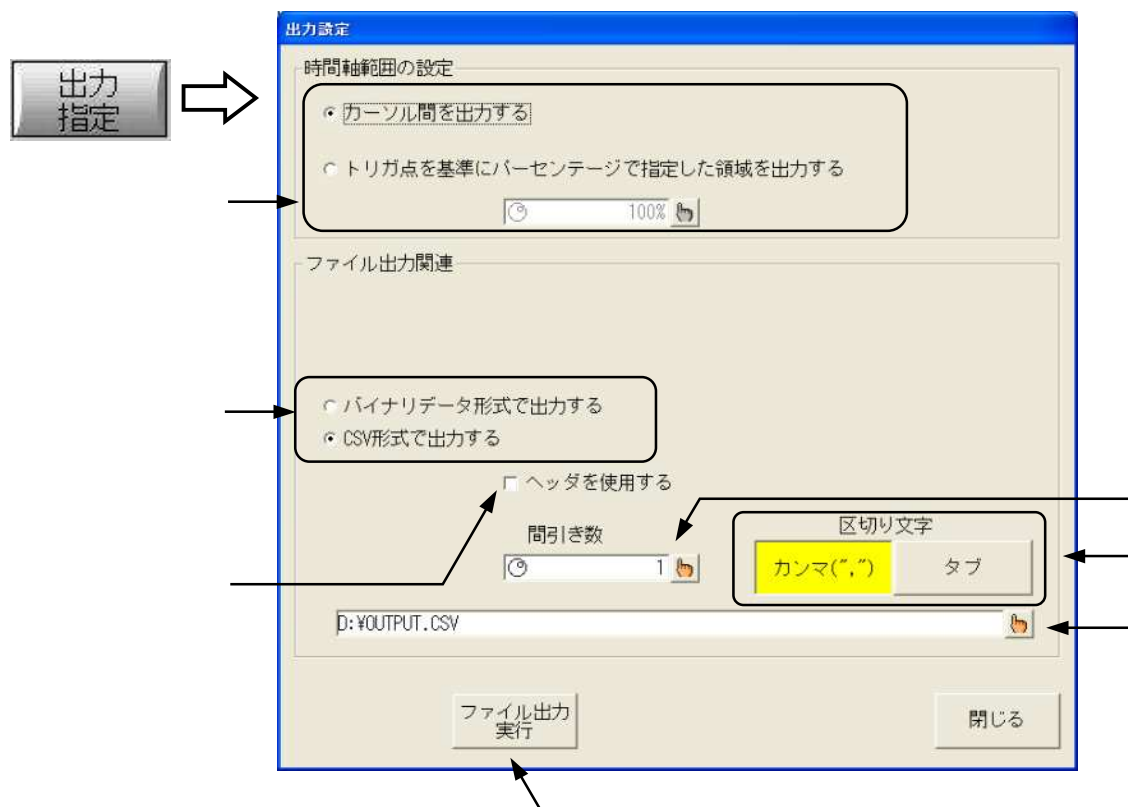 出力設定
出力
指定
時間軸範囲の設定
カーソル間を出力する
トリガ点を基準にパーセンテージで指定した領域を出力する
100%
ファイル出力関連
バイナリデータ形式で出力する
CSV形式で出力する
ヘッダを使用する
間引き数
1
区切り文字
カンマ(",")
タブ
D:¥OUTPUT.CSV
ファイル出力
実行
閉じる